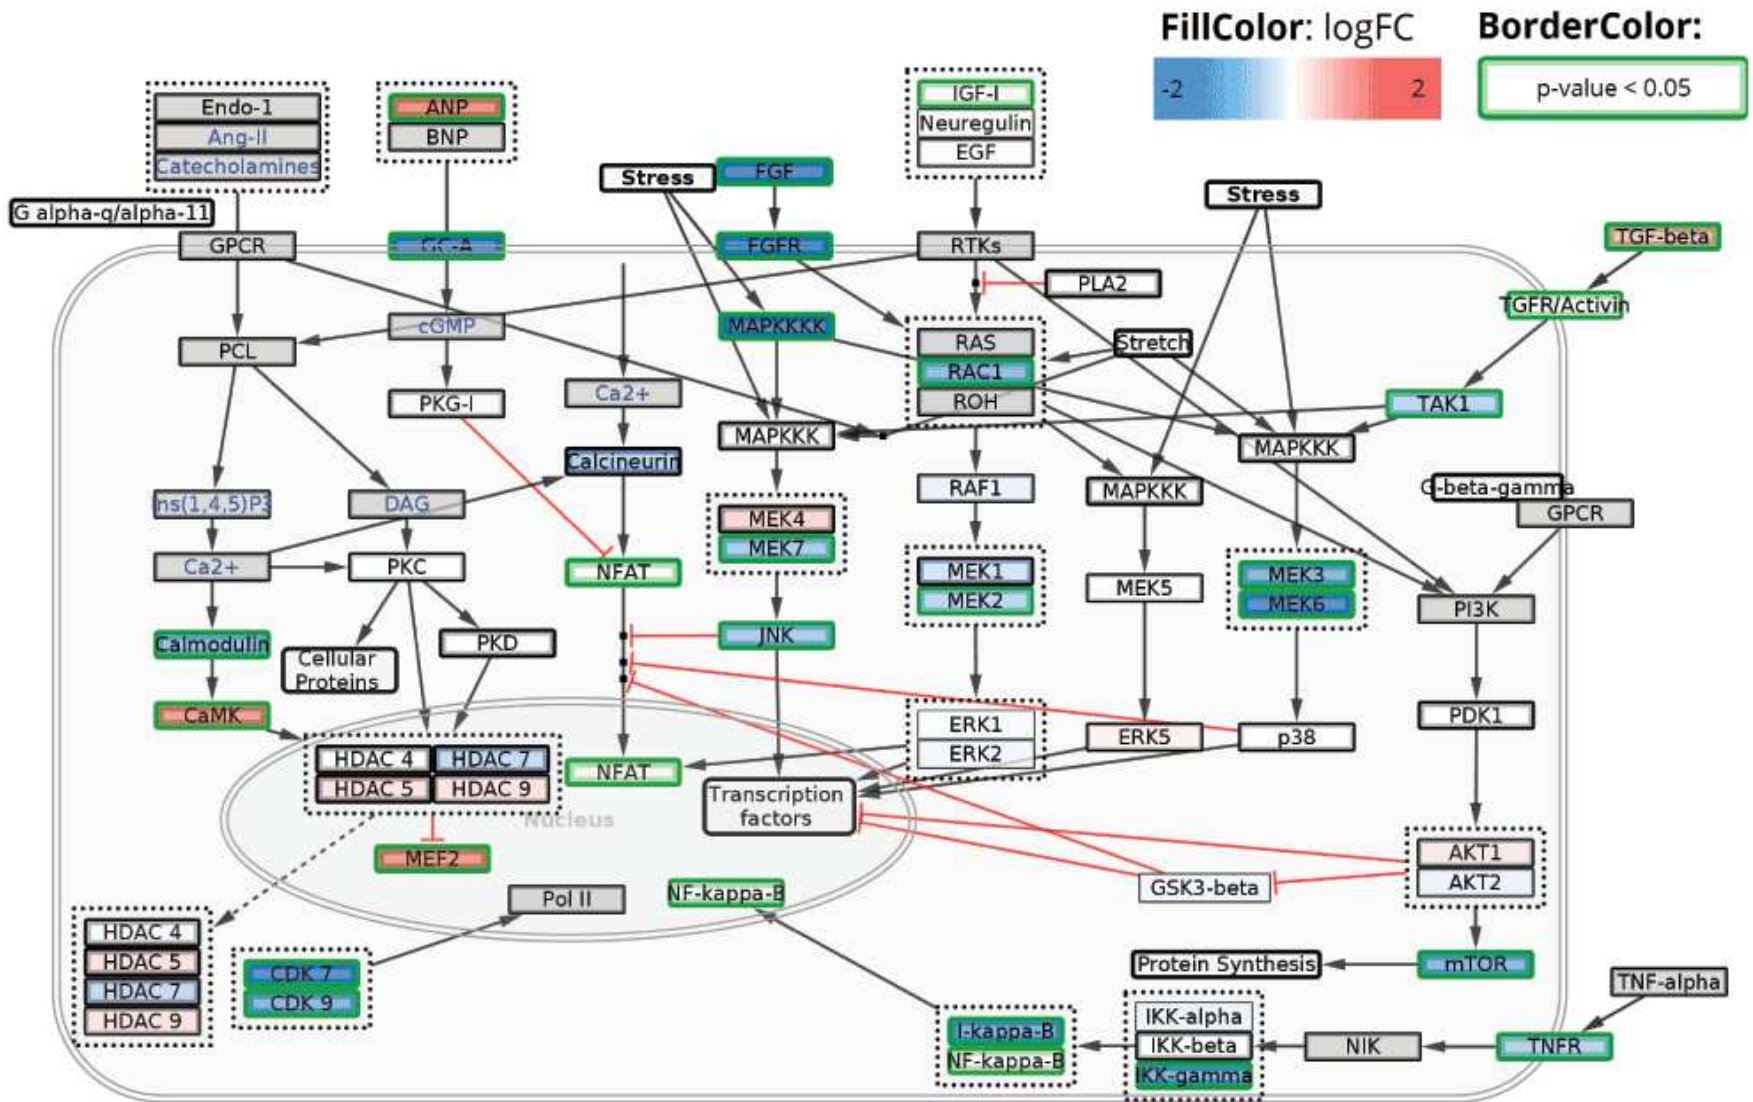 FillColor: logFC
BorderColor:
-2
2
p-value < 0.05
Endo-1
Ang-II
Catecholamines
ANP
BNP
IGF-I
Neuregulin
EGF
Stress
FGF
Stress
G alpha-q/alpha-11
GPCR
GC-A
FGFR
RTKs
TGF-beta
PLA2
TGFR/Activin
cGMP
MAPKKKK
PCL
RAS
RAC1
ROH
Stretch
PKG-I
Ca2+
TAK1
MAPKKK
MAPKKK
Calcineurin
RAF1
MAPKKK
G-beta-gamma
GPCR
ns(1,4,5)P3
DAG
MEK4
MEK7
Ca2+
PKC
NFAT
MEK1
MEK2
MEK5
MEK3
MEK6
PI3K
Calmodulin
PKD
JNK
Cellular
Proteins
CaMK
PDK1
ERK1
ERK2
ERK5
p38
HDAC 4
HDAC 7
HDAC 5
HDAC 9
NFAT
Transcription
factors
Nucleus
MEF2
AKT1
AKT2
GSK3-beta
Pol II
NF-kappa-B
HDAC 4
HDAC 5
HDAC 7
HDAC 9
CDK 7
CDK 9
Protein Synthesis
mTOR
TNF-alpha
I-kappa-B
NF-kappa-B
IKK-alpha
IKK-beta
IKK-gamma
NIK
TNFR